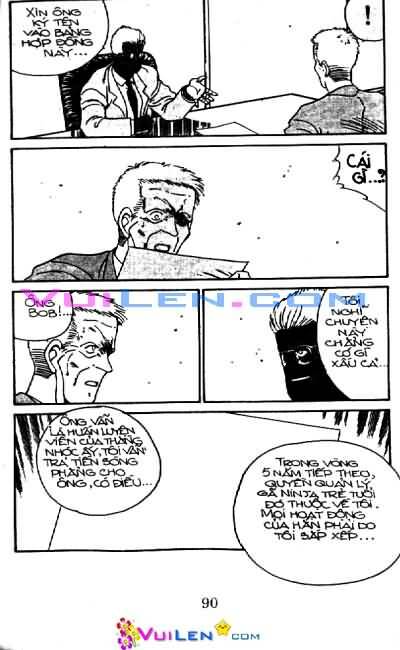 XIN ÔNG
KÝ TÊN
VÀO BẢNG
HỢP ĐỒNG
NÀY...
!
CÁI
GÌ...?
ÔNG
BOB!...
TÔI
NGHĨ
CHUYỆN
NÀY
CHẲNG
CÓ GÌ
XẤU CẢ...
VUILEN.COM
ÔNG VẪN
LÀ HUẤN LUYỆN
VIÊN CỦA THẰNG
NHÓC ẤY, TÔI VẪN
TRẢ TIỀN SÒNG
PHẲNG CHO
ÔNG, CÓ ĐIỀU...
TRONG VÒNG
5 NĂM TIẾP THEO,
QUYỀN QUẢN LÝ
GÃ NINJA TRẺ TUỔI
ĐÓ THUỘC VỀ TÔI.
MỌI HOẠT ĐỘNG
CỦA HẮN PHẢI DO
TÔI SẮP XẾP...
90
VUILEN.COM